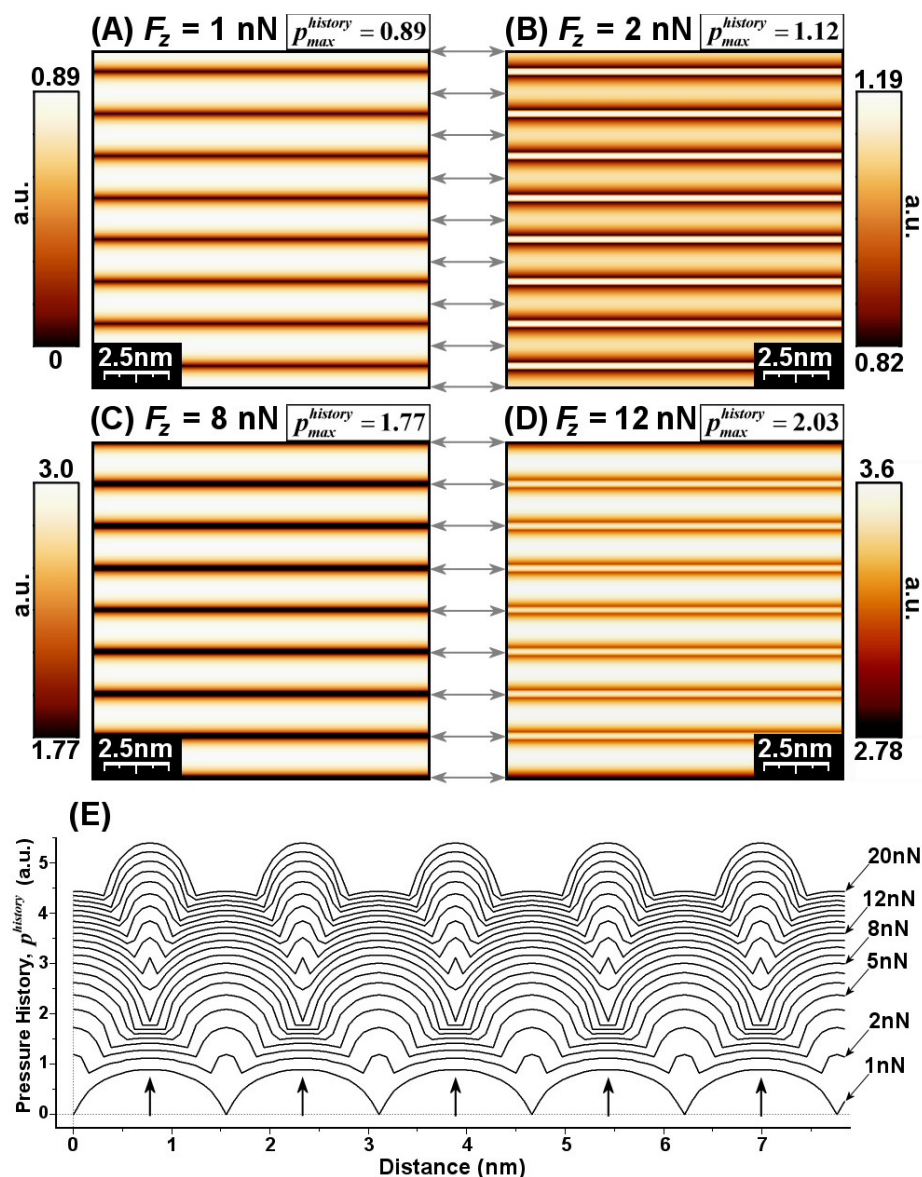 (A) Fz = 1 nN p_max^history = 0.89
(B) Fz = 2 nN p_max^history = 1.12
0.89
a.u.
0
2.5nm
1.19
a.u.
0.82
2.5nm
(C) Fz = 8 nN p_max^history = 1.77
(D) Fz = 12 nN p_max^history = 2.03
3.0
a.u.
1.77
2.5nm
3.6
a.u.
2.78
2.5nm
(E)
Pressure History, p^history (a.u.)
5
4
3
2
1
0
20nN
12nN
8nN
5nN
2nN
1nN
0 1 2 3 4 5 6 7
Distance (nm)